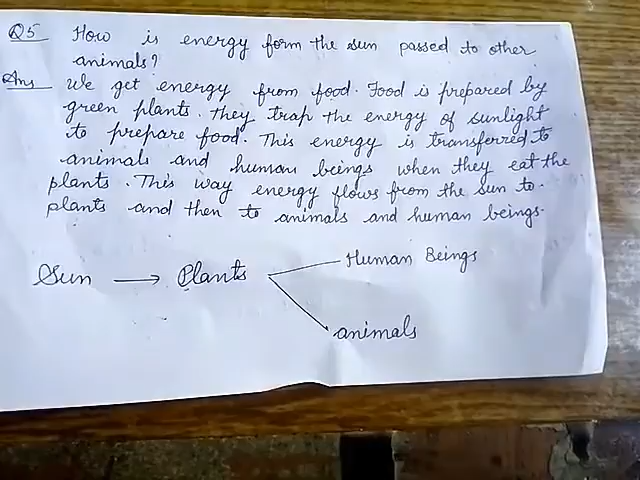 Q5 How is energy form the sun passed to other
animals?
Ans We get energy from food. Food is prepared by
green plants. They trap the energy of sunlight
to prepare food. This energy is transferred to
animals and human beings when they eat the
plants. This way energy flows from the sun to
plants and then to animals and human beings.
Human Beings
Sun → Plants
animals